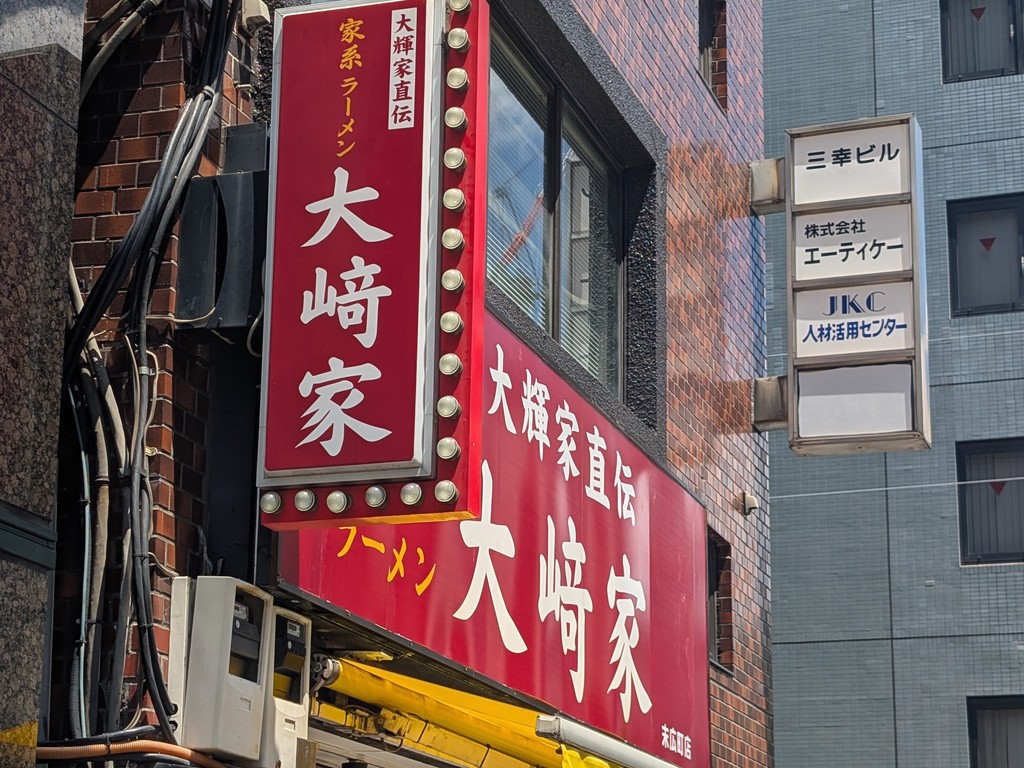 大輝家直伝
家系ラーメン
大﨑家
大輝家直伝
ラーメン
大﨑家
末広町店
三幸ビル
株式会社
エーティケー
JKC
人材活用センター